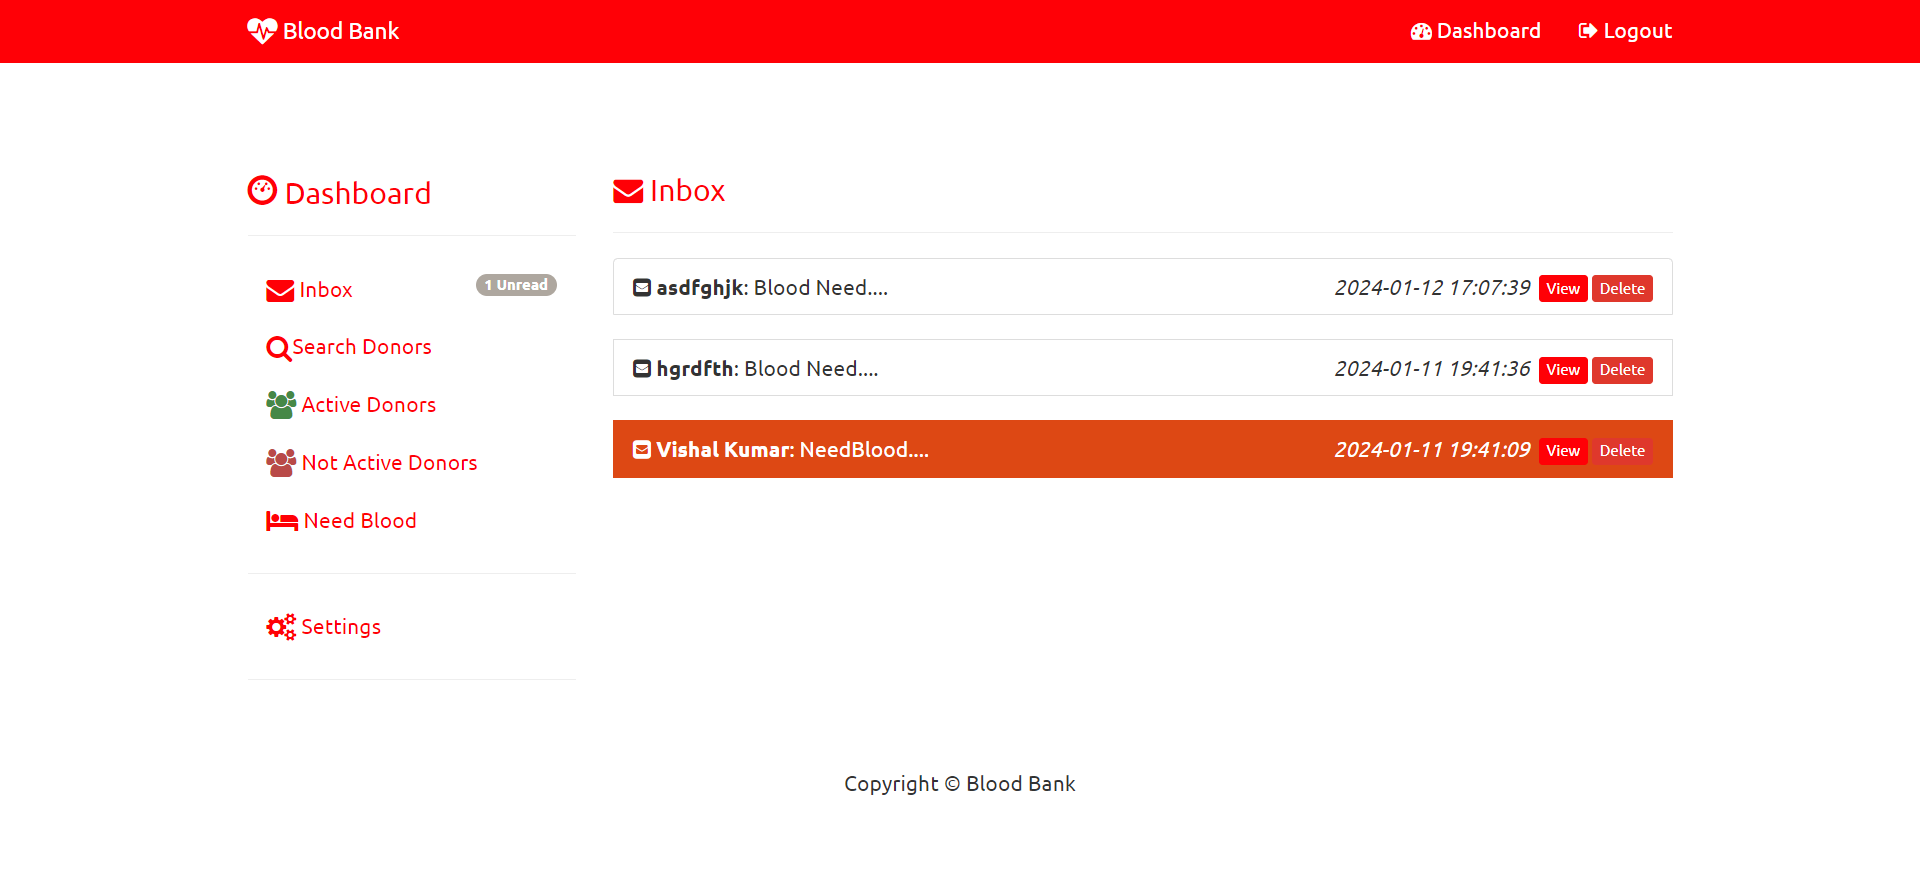 Blood Bank
Dashboard
Logout
Dashboard
Inbox
1 Unread
Search Donors
Active Donors
Not Active Donors
Need Blood
Settings
Inbox
asdfghjk: Blood Need.... 2024-01-12 17:07:39 View Delete
hgrdfth: Blood Need.... 2024-01-11 19:41:36 View Delete
Vishal Kumar: NeedBlood.... 2024-01-11 19:41:09 View Delete
Copyright © Blood Bank